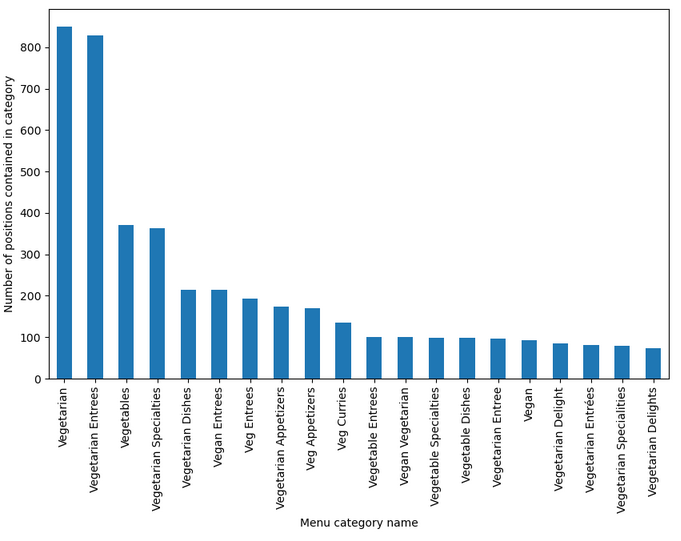 Number of positions contained in category
800
700
600
500
400
300
200
100
0
Vegetarian
Vegetarian Entrees
Vegetables
Vegetarian Specialties
Vegetarian Dishes
Vegan Entrees
Veg Entrees
Vegetarian Appetizers
Veg Appetizers
Veg Curries
Vegetable Entrees
Vegan Vegetarian
Vegetable Specialties
Vegetable Dishes
Vegetarian Entree
Vegan
Vegetarian Delight
Vegetarian Entrées
Vegetarian Specialities
Vegetarian Delights
Menu category name